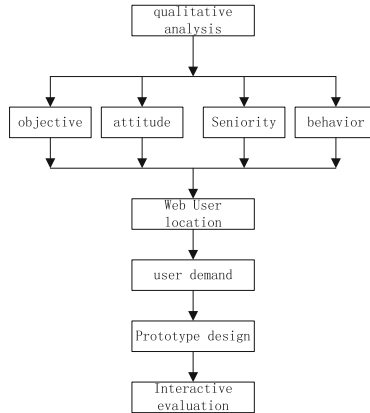 qualitative
analysis
objective
attitude
Seniority
behavior
Web User
location
user demand
Prototype design
Interactive
evaluation